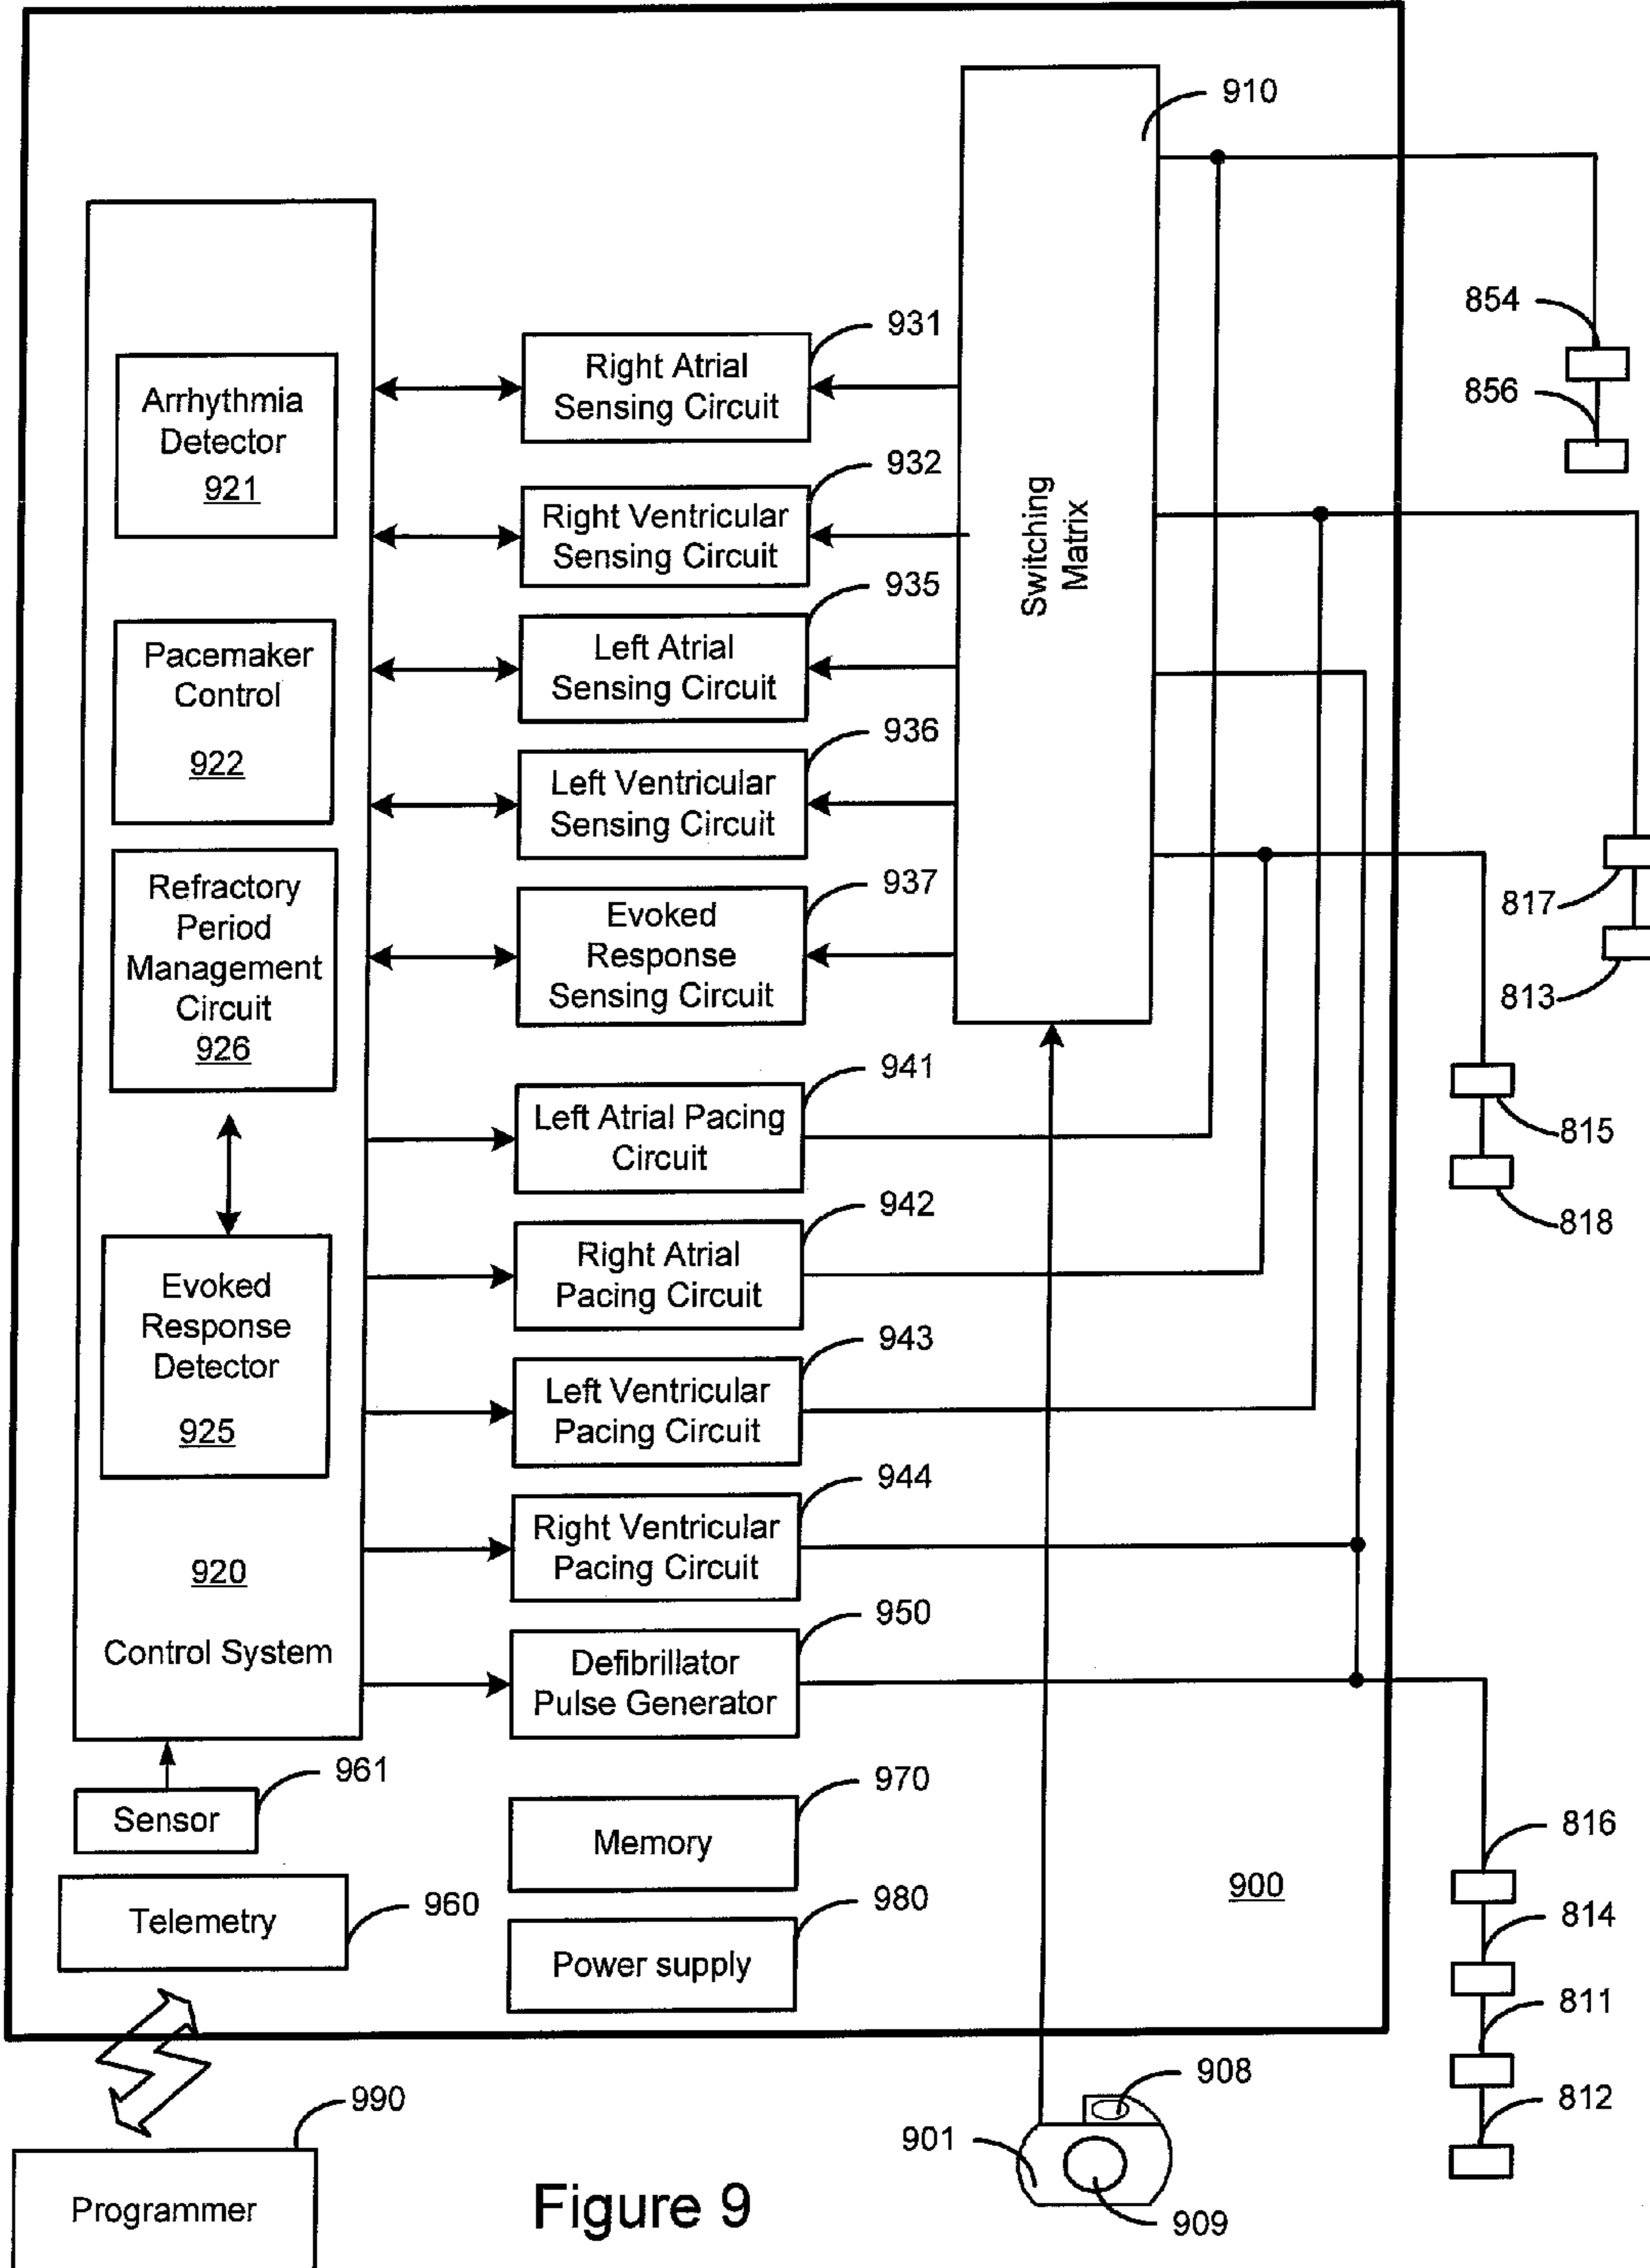 910
854
856
931
Right Atrial
Sensing Circuit
Arrhythmia
Detector
921
932
Right Ventricular
Sensing Circuit
Switching
Matrix
935
Left Atrial
Sensing Circuit
Pacemaker
Control
922
936
Left Ventricular
Sensing Circuit
937
Evoked
Response
Sensing Circuit
Refractory
Period
Management
Circuit
926
817
813
941
Left Atrial Pacing
Circuit
815
818
942
Right Atrial
Pacing Circuit
Evoked
Response
Detector
925
943
Left Ventricular
Pacing Circuit
944
Right Ventricular
Pacing Circuit
920
Control System
950
Defibrillator
Pulse Generator
961
Sensor
970
Memory
816
900
960
Telemetry
980
Power supply
814
811
812
908
901
909
990
Programmer
Figure 9